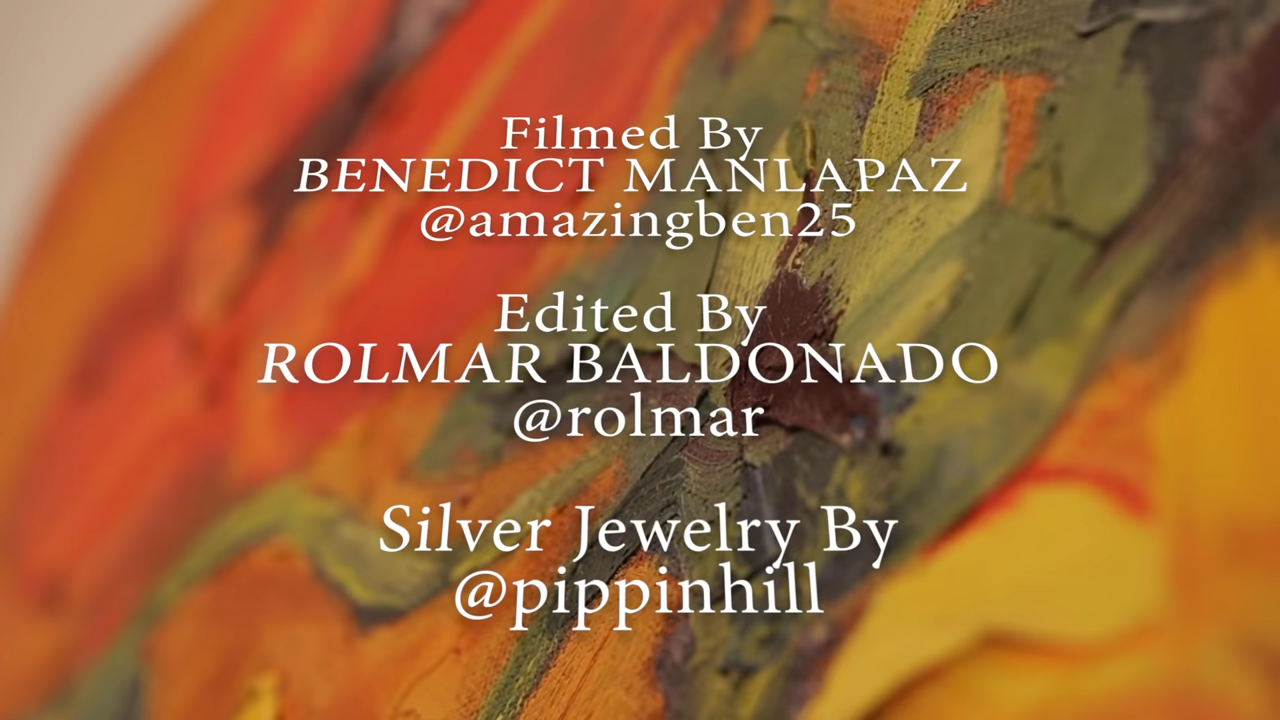 Filmed By
BENEDICT MANLAPAZ
@amazingben25
Edited By
ROLMAR BALDONADO
@rolmar
Silver Jewelry By
@pippinhill